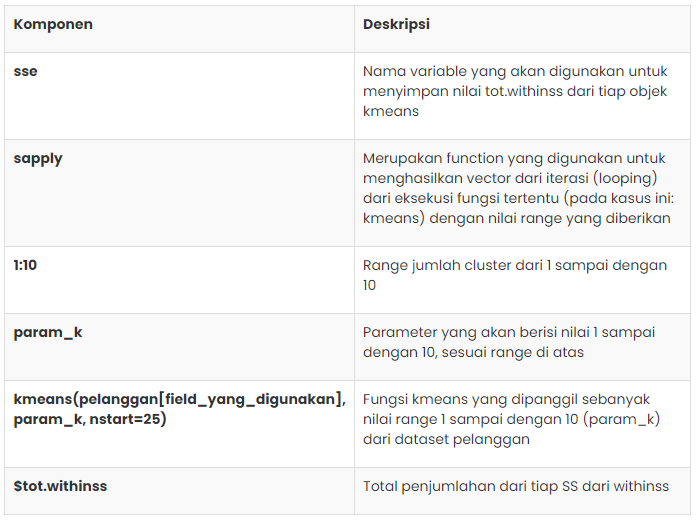 Komponen
Deskripsi
sse
Nama variable yang akan digunakan untuk
menyimpan nilai tot.withinss dari tiap objek
kmeans
sapply
Merupakan function yang digunakan untuk
menghasilkan vector dari iterasi (looping)
dari eksekusi fungsi tertentu (pada kasus ini:
kmeans) dengan nilai range yang diberikan
1:10
Range jumlah cluster dari 1 sampai dengan
10
param_k
Parameter yang akan berisi nilai 1 sampai
dengan 10, sesuai range di atas
kmeans(pelanggan[field_yang_digunakan],
param_k, nstart=25)
Fungsi kmeans yang dipanggil sebanyak
nilai range 1 sampai dengan 10 (param_k)
dari dataset pelanggan
$tot.withinss
Total penjumlahan dari tiap SS dari withinss